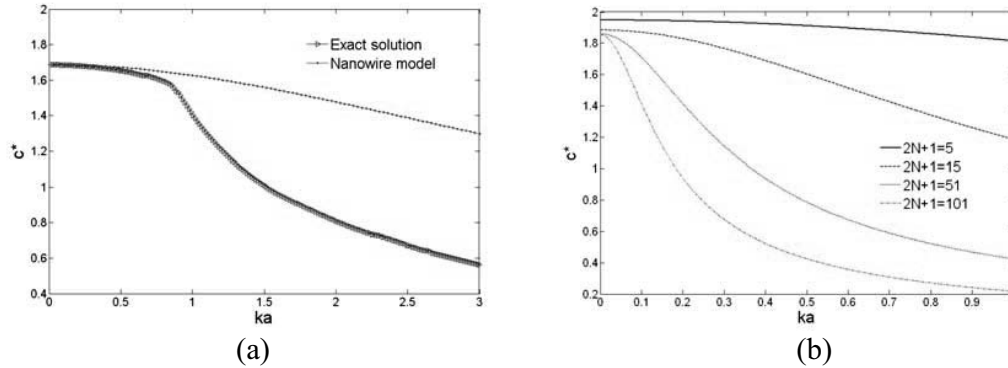 2
1.8
1.6
1.4
1.2
1
0.8
0.6
0.4
0 0.5 1 1.5 2 2.5 3
c*
ka
Exact solution
Nanowire model
(a)
2
1.8
1.6
1.4
1.2
1
0.8
0.6
0.4
0.2
0 0.1 0.2 0.3 0.4 0.5 0.6 0.7 0.8 0.9
c*
ka
2N+1=5
2N+1=15
2N+1=51
2N+1=101
(b)